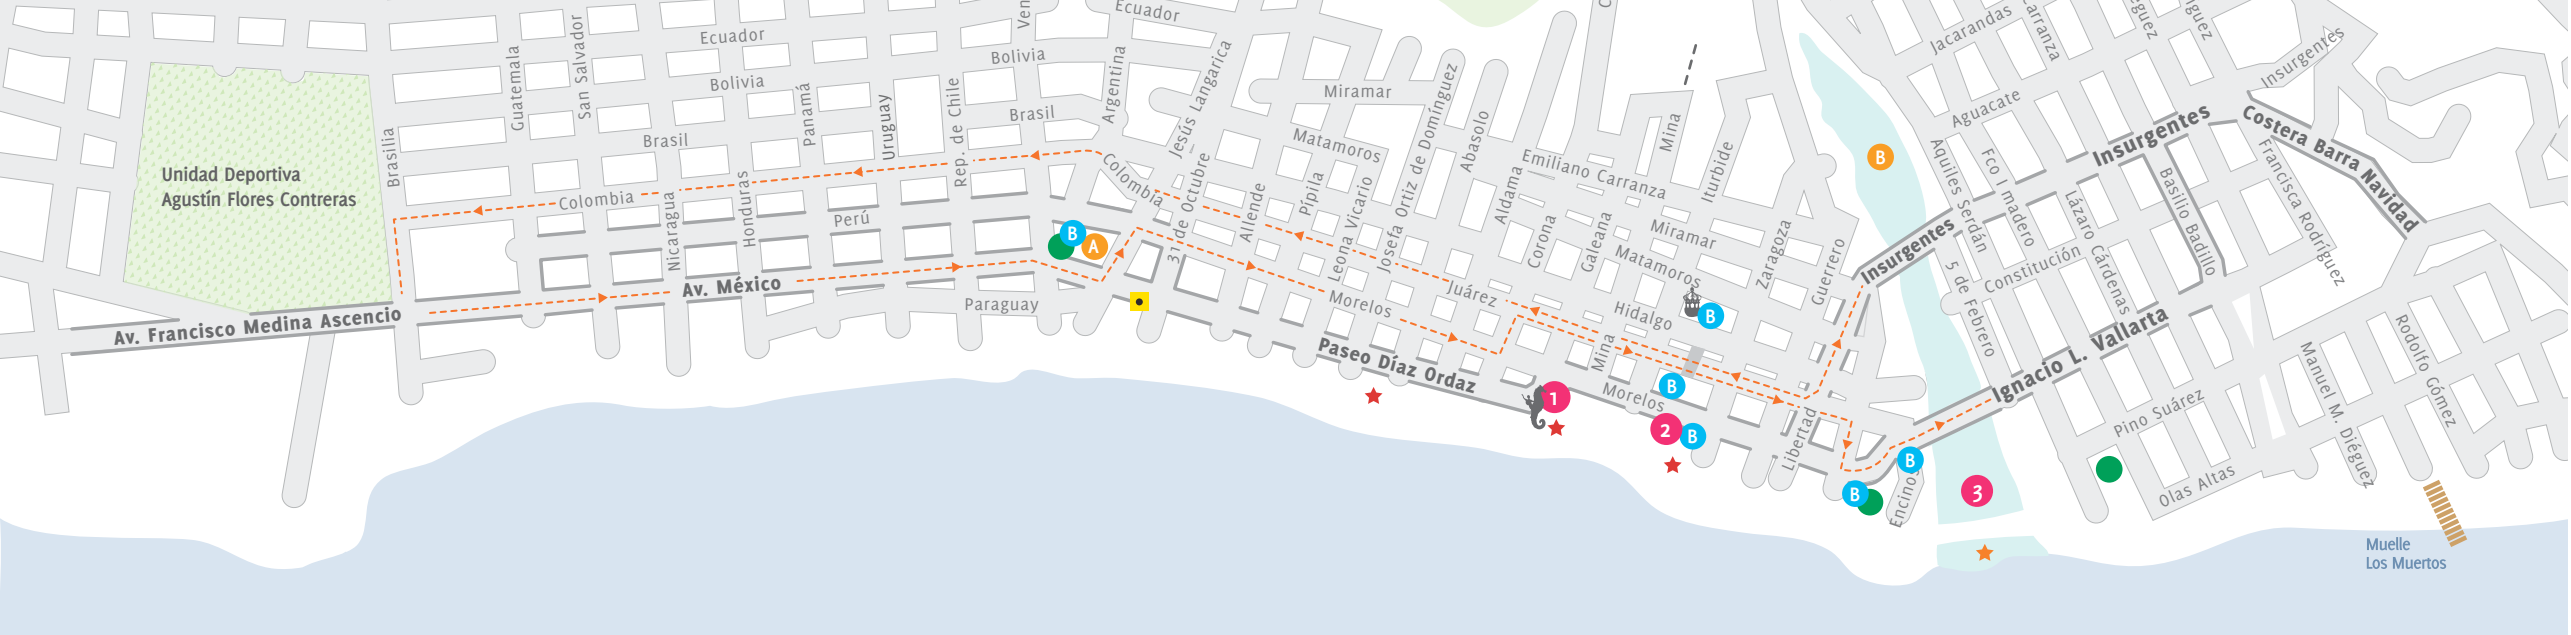 Ecuador
Ecuador
Bolivia
Bolivia
Brasil
Brasil
Guatemala
San Salvador
Panamá
Uruguay
Rep. de Chile
Argentina
Jesús Langarica
Brasilia
Unidad Deportiva
Agustín Flores Contreras
Colombia
Colombia
Nicaragua
Honduras
Perú
31 de Octubre
Allende
Pípila
Leona Vicario
Josefa Ortiz de Domínguez
Abasolo
Aldama
Corona
Galeana
Miramar
Matamoros
Emiliano Carranza
Mina
Iturbide
Miramar
Matamoros
Zaragoza
Guerrero
Hidalgo
Juárez
Morelos
Mina
Morelos
Libertad
Encino
Av. Francisco Medina Ascencio
Av. México
Paraguay
Paseo Díaz Ordaz
B
A
B
B
B
B
B
B
1
2
3
Jacarandas
Aguacate
Insurgentes
Insurgentes
Insurgentes
Costera Barra Navidad
Aquiles Serdán
Fco I madero
Lázaro Cárdenas
Basilio Badillo
Francisca Rodríguez
Constitución
5 de Febrero
Ignacio L. Vallarta
Pino Suárez
Olas Altas
Manuel M. Diéguez
Rodolfo Gómez
Muelle
Los Muertos